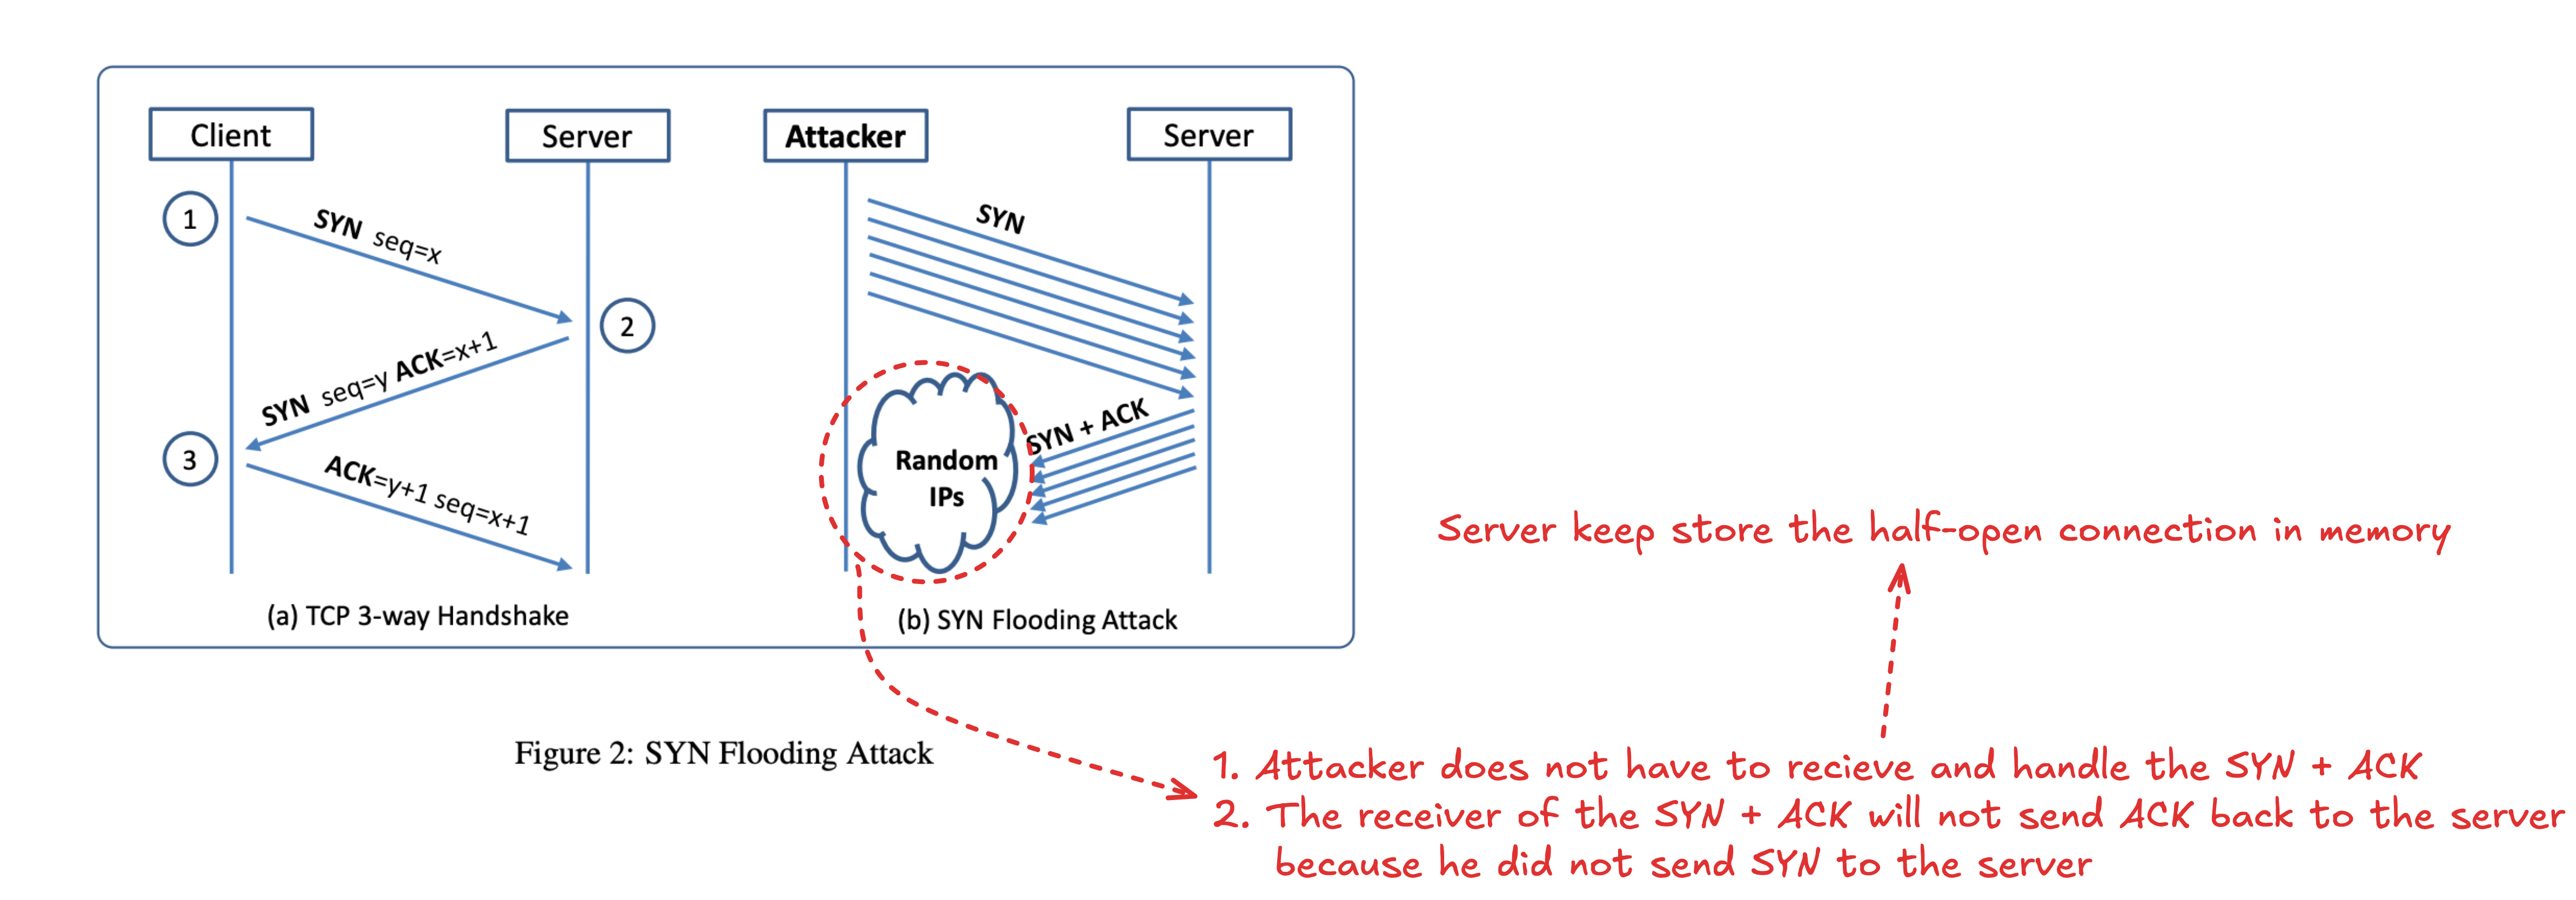 Client
Server
Attacker
Server
1
SYN seq=x
SYN
2
SYN seq=y ACK=x+1
SYN + ACK
3
ACK=y+1 seq=x+1
Random
IPs
(a) TCP 3-way Handshake
(b) SYN Flooding Attack
Figure 2: SYN Flooding Attack
Server keep store the half-open connection in memory
1. Attacker does not have to recieve and handle the SYN + ACK
2. The receiver of the SYN + ACK will not send ACK back to the server
because he did not send SYN to the server